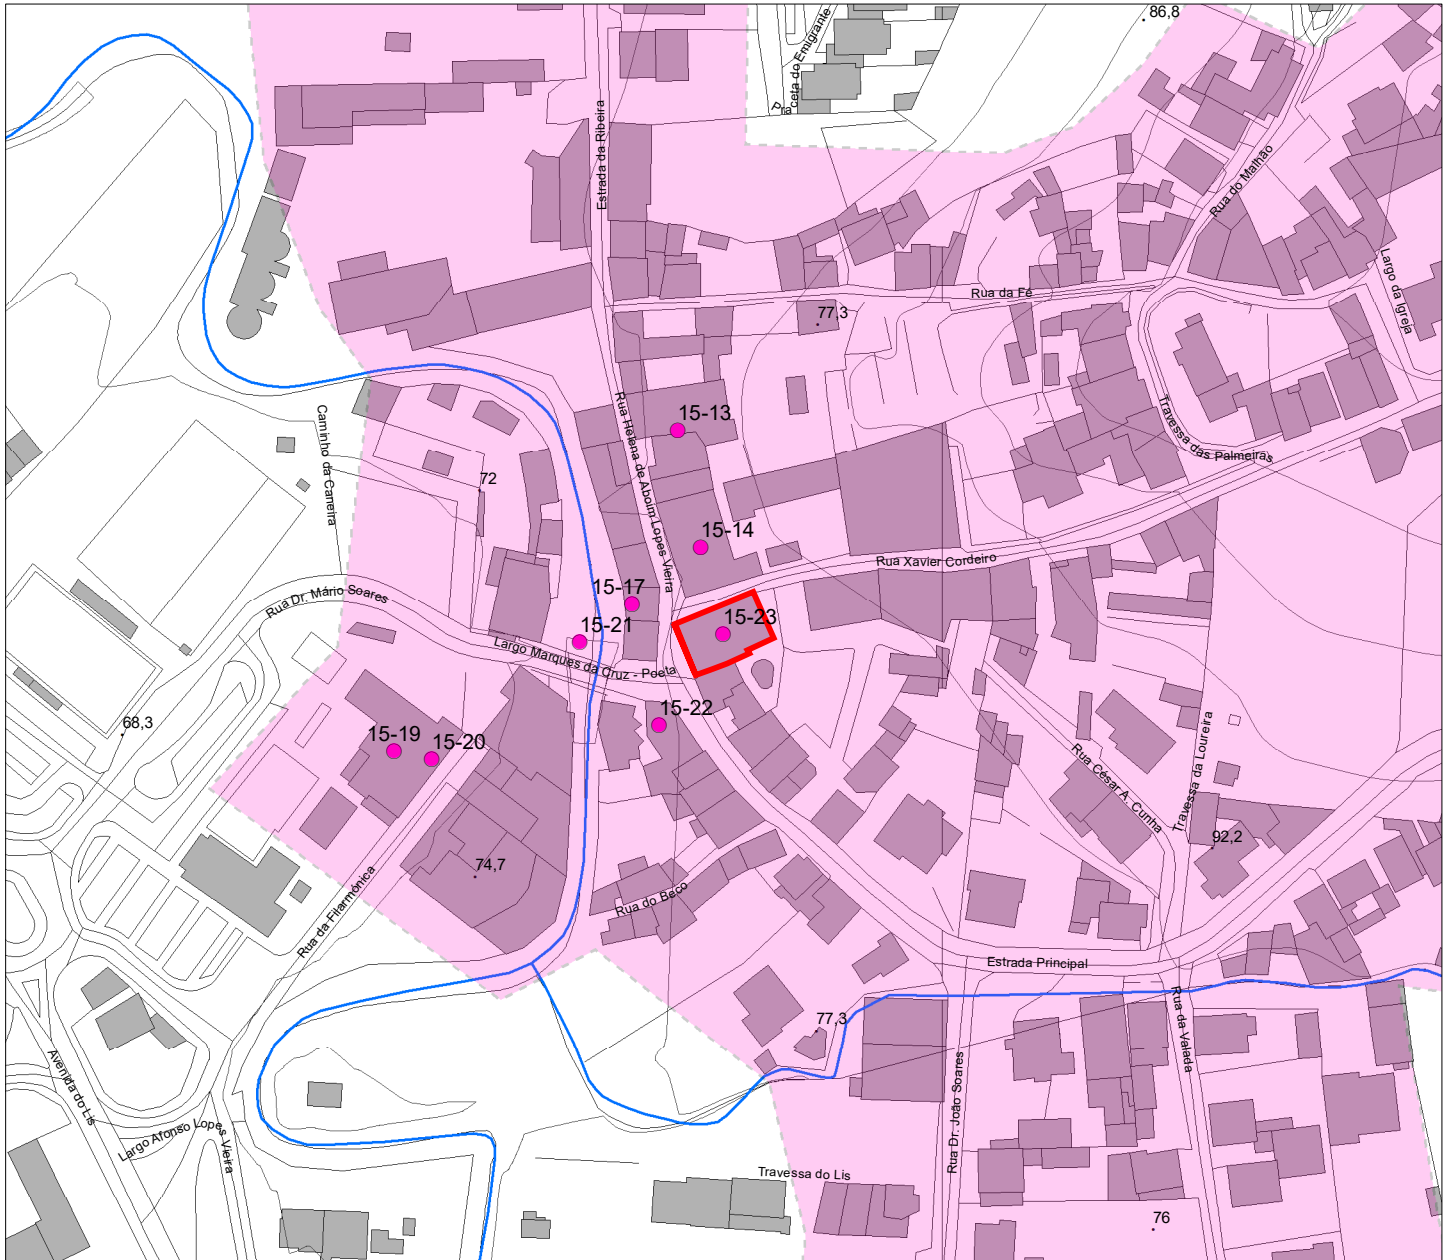 86,8
Praceta do Emigrante
Estrada da Ribeira
Rua do Malhão
Largo da Igreja
Rua da Fé
77,3
Travessa das Palmeiras
Rua Helena de Aboim Lopes Vieira
15-13
Caminho da Caneira
72
15-14
Rua Xavier Cordeiro
15-17
Rua Dr. Mário Soares
15-21
15-23
Largo Marques da Cruz - Poeta
15-22
68,3
15-19
15-20
Rua César A. Cunha
Travessa da Loureira
92,2
74,7
Rua da Filarmónica
Rua do Beco
Estrada Principal
77,3
Rua da Valada
Avenida do Lis
Rua Dr. João Soares
Largo Afonso Lopes Vieira
Travessa do Lis
76